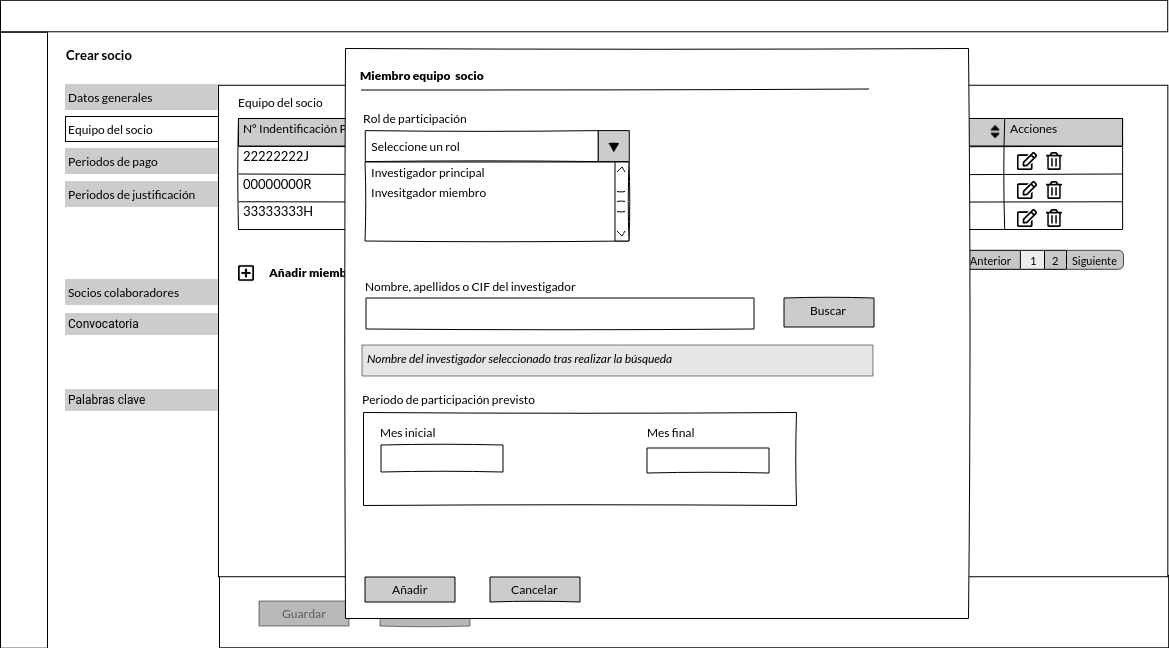 Crear socio
Datos generales
Equipo del socio
Periodos de pago
Periodos de justificación
Socios colaboradores
Convocatoria
Palabras clave
Equipo del socio
Nº Indentificación P
Acciones
22222222J
00000000R
33333333H
Añadir miemb
Anterior
1
2
Siguiente
Guardar
Miembro equipo socio
Rol de participación
Seleccione un rol
Investigador principal
Invesitgador miembro
Nombre, apellidos o CIF del investigador
Buscar
Nombre del investigador seleccionado tras realizar la búsqueda
Periodo de participación previsto
Mes inicial
Mes final
Añadir
Cancelar